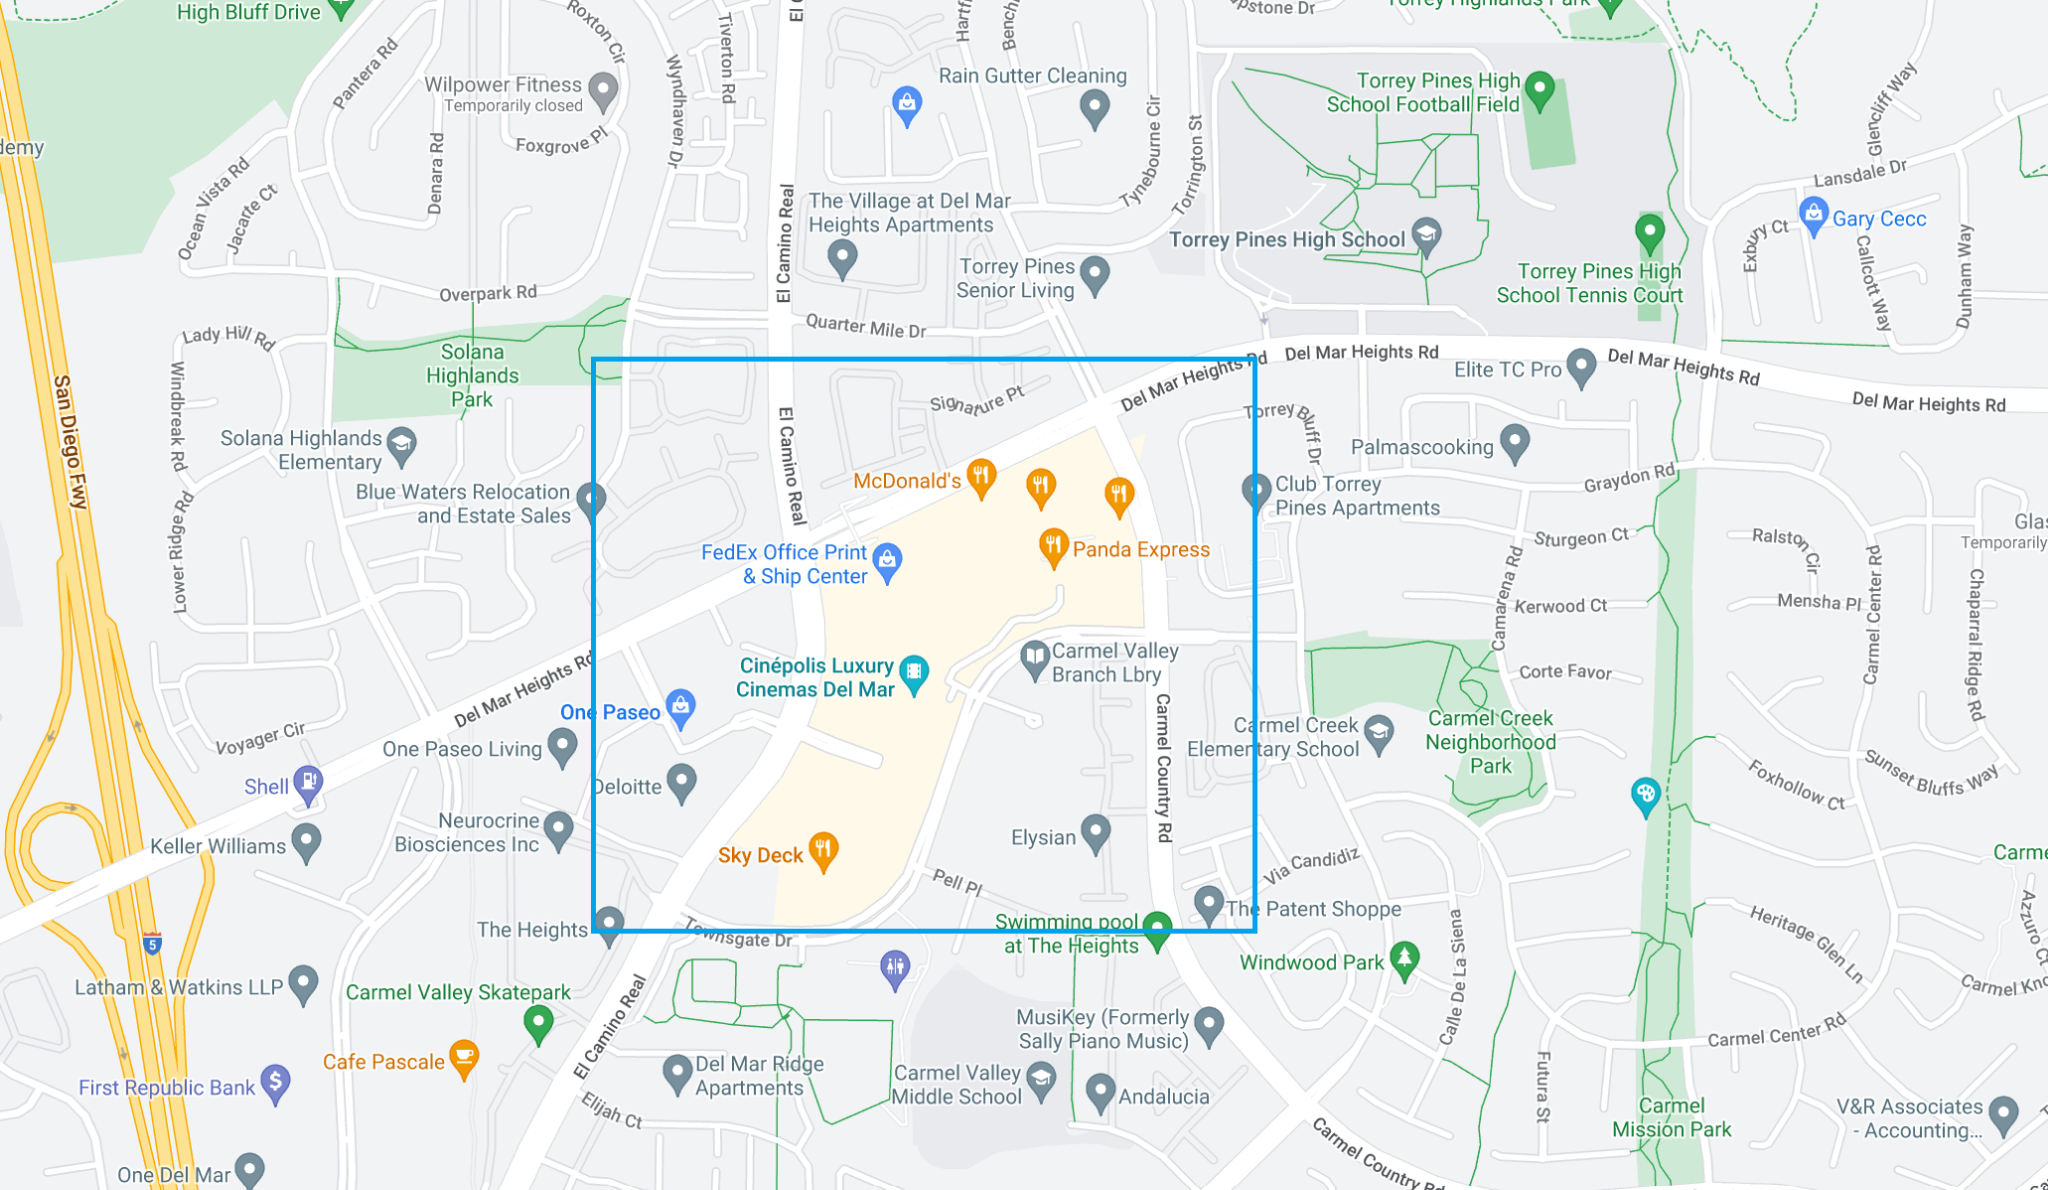 High Bluff Drive
Pantera Rd
Roxton Cir
Tiverton Rd
El C
Hartf
Bench
pstone Dr
Torrey Highlands Park
Wilpower Fitness
Temporarily closed
Wyndhaven Dr
Rain Gutter Cleaning
Torrey Pines High
School Football Field
Glencliff Way
demy
Foxgrove Pl
Denara Rd
Ocean Vista Rd
Jacarte Ct
Tynebourne Cir
Torrington St
Lansdale Dr
El Camino Real
The Village at Del Mar
Heights Apartments
Torrey Pines High School
Exbury Ct
Gary Cecc
Callcott Way
Dunham Way
Torrey Pines
Senior Living
Torrey Pines High
School Tennis Court
Overpark Rd
Quarter Mile Dr
Lady Hill Rd
Windbreak Rd
Solana
Highlands
Park
Del Mar Heights Rd
Del Mar Heights Rd
Del Mar Heights Rd
Del Mar Heights Rd
Elite TC Pro
San Diego Fwy
Signature Pt
El Camino Real
Torrey Bluff Dr
Solana Highlands
Elementary
Palmascooking
Blue Waters Relocation
and Estate Sales
McDonald's
Club Torrey
Pines Apartments
Graydon Rd
Lower Ridge Rd
FedEx Office Print
& Ship Center
Panda Express
Sturgeon Ct
Ralston Cir
Glas
Temporarily
Camarena Rd
Kerwood Ct
Mensha Pl
Carmel Center Rd
Chaparral Ridge Rd
Del Mar Heights Rd
Cinépolis Luxury
Cinemas Del Mar
Carmel Valley
Branch Lbry
Corte Favor
One Paseo
Voyager Cir
One Paseo Living
Carmel Country Rd
Carmel Creek
Elementary School
Carmel Creek
Neighborhood
Park
Foxhollow Ct
Sunset Bluffs Way
Shell
Deloitte
Neurocrine
Biosciences Inc
Keller Williams
Sky Deck
Elysian
Via Candidiz
Carme
Pell Pl
The Heights
Townsgate Dr
Swimming pool
at The Heights
The Patent Shoppe
Heritage Glen Ln
Azzuro Ct
5
Latham & Watkins LLP
Carmel Valley Skatepark
Windwood Park
Calle De La Siena
Carmel Kno
El Camino Real
MusiKey (Formerly
Sally Piano Music)
Carmel Center Rd
Cafe Pascale
Del Mar Ridge
Apartments
Carmel Valley
Middle School
Andalucia
Futura St
First Republic Bank
$
Elijah Ct
Carmel
Mission Park
V&R Associates
- Accounting...
Carmel Country Rd
One Del Mar